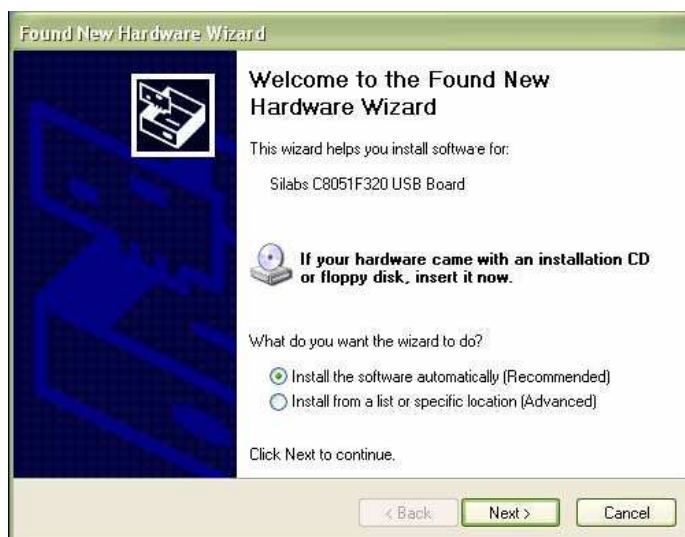 Found New Hardware Wizard
Welcome to the Found New
Hardware Wizard
This wizard helps you install software for:
Silabs C8051F320 USB Board
If your hardware came with an installation CD
or floppy disk, insert it now.
What do you want the wizard to do?
Install the software automatically (Recommended)
Install from a list or specific location (Advanced)
Click Next to continue.
< Back Next > Cancel